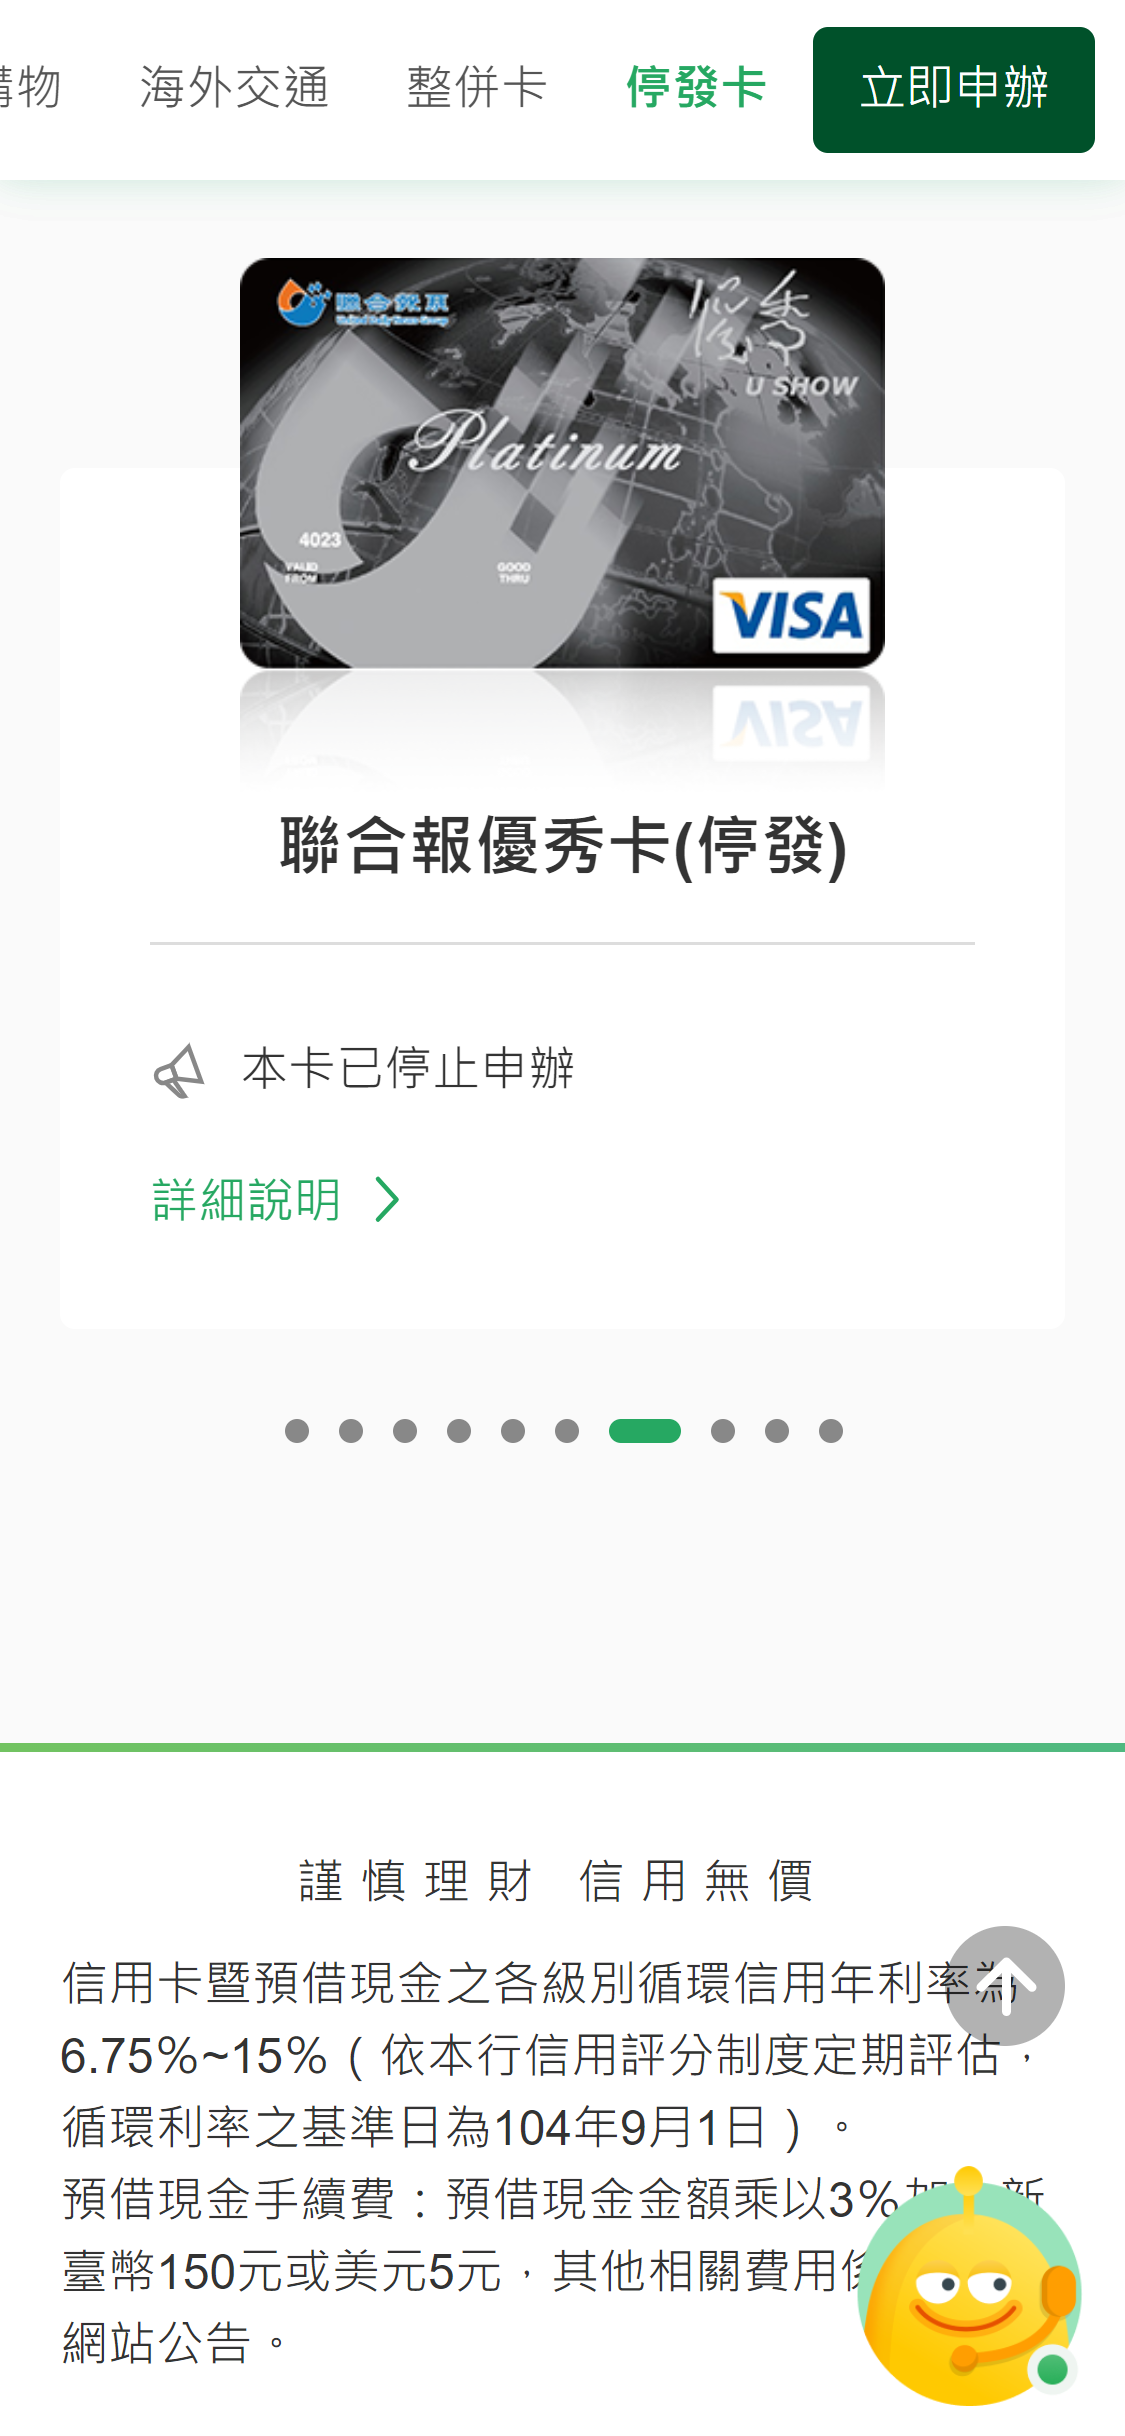 購物 海外交通 整併卡 停發卡 立即申辦
聯合報系
United Daily News Group
優秀
U SHOW
Platinum
4023
VALID FROM GOOD THRU
VISA
聯合報優秀卡(停發)
本卡已停止申辦
詳細說明
謹慎理財 信用無價
信用卡暨預借現金之各級別循環信用年利率為
6.75%~15%（依本行信用評分制度定期評估，
循環利率之基準日為104年9月1日）。
預借現金手續費：預借現金金額乘以3%加 新
臺幣150元或美元5元，其他相關費用依
網站公告。